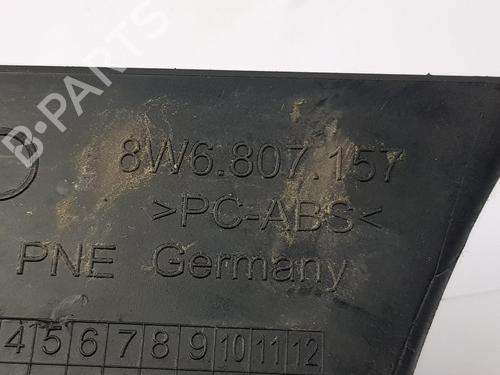 B-PARTS
8W6.807.157
>PC-ABS<
PNE Germany
4 5 6 7 8 9 10 11 12